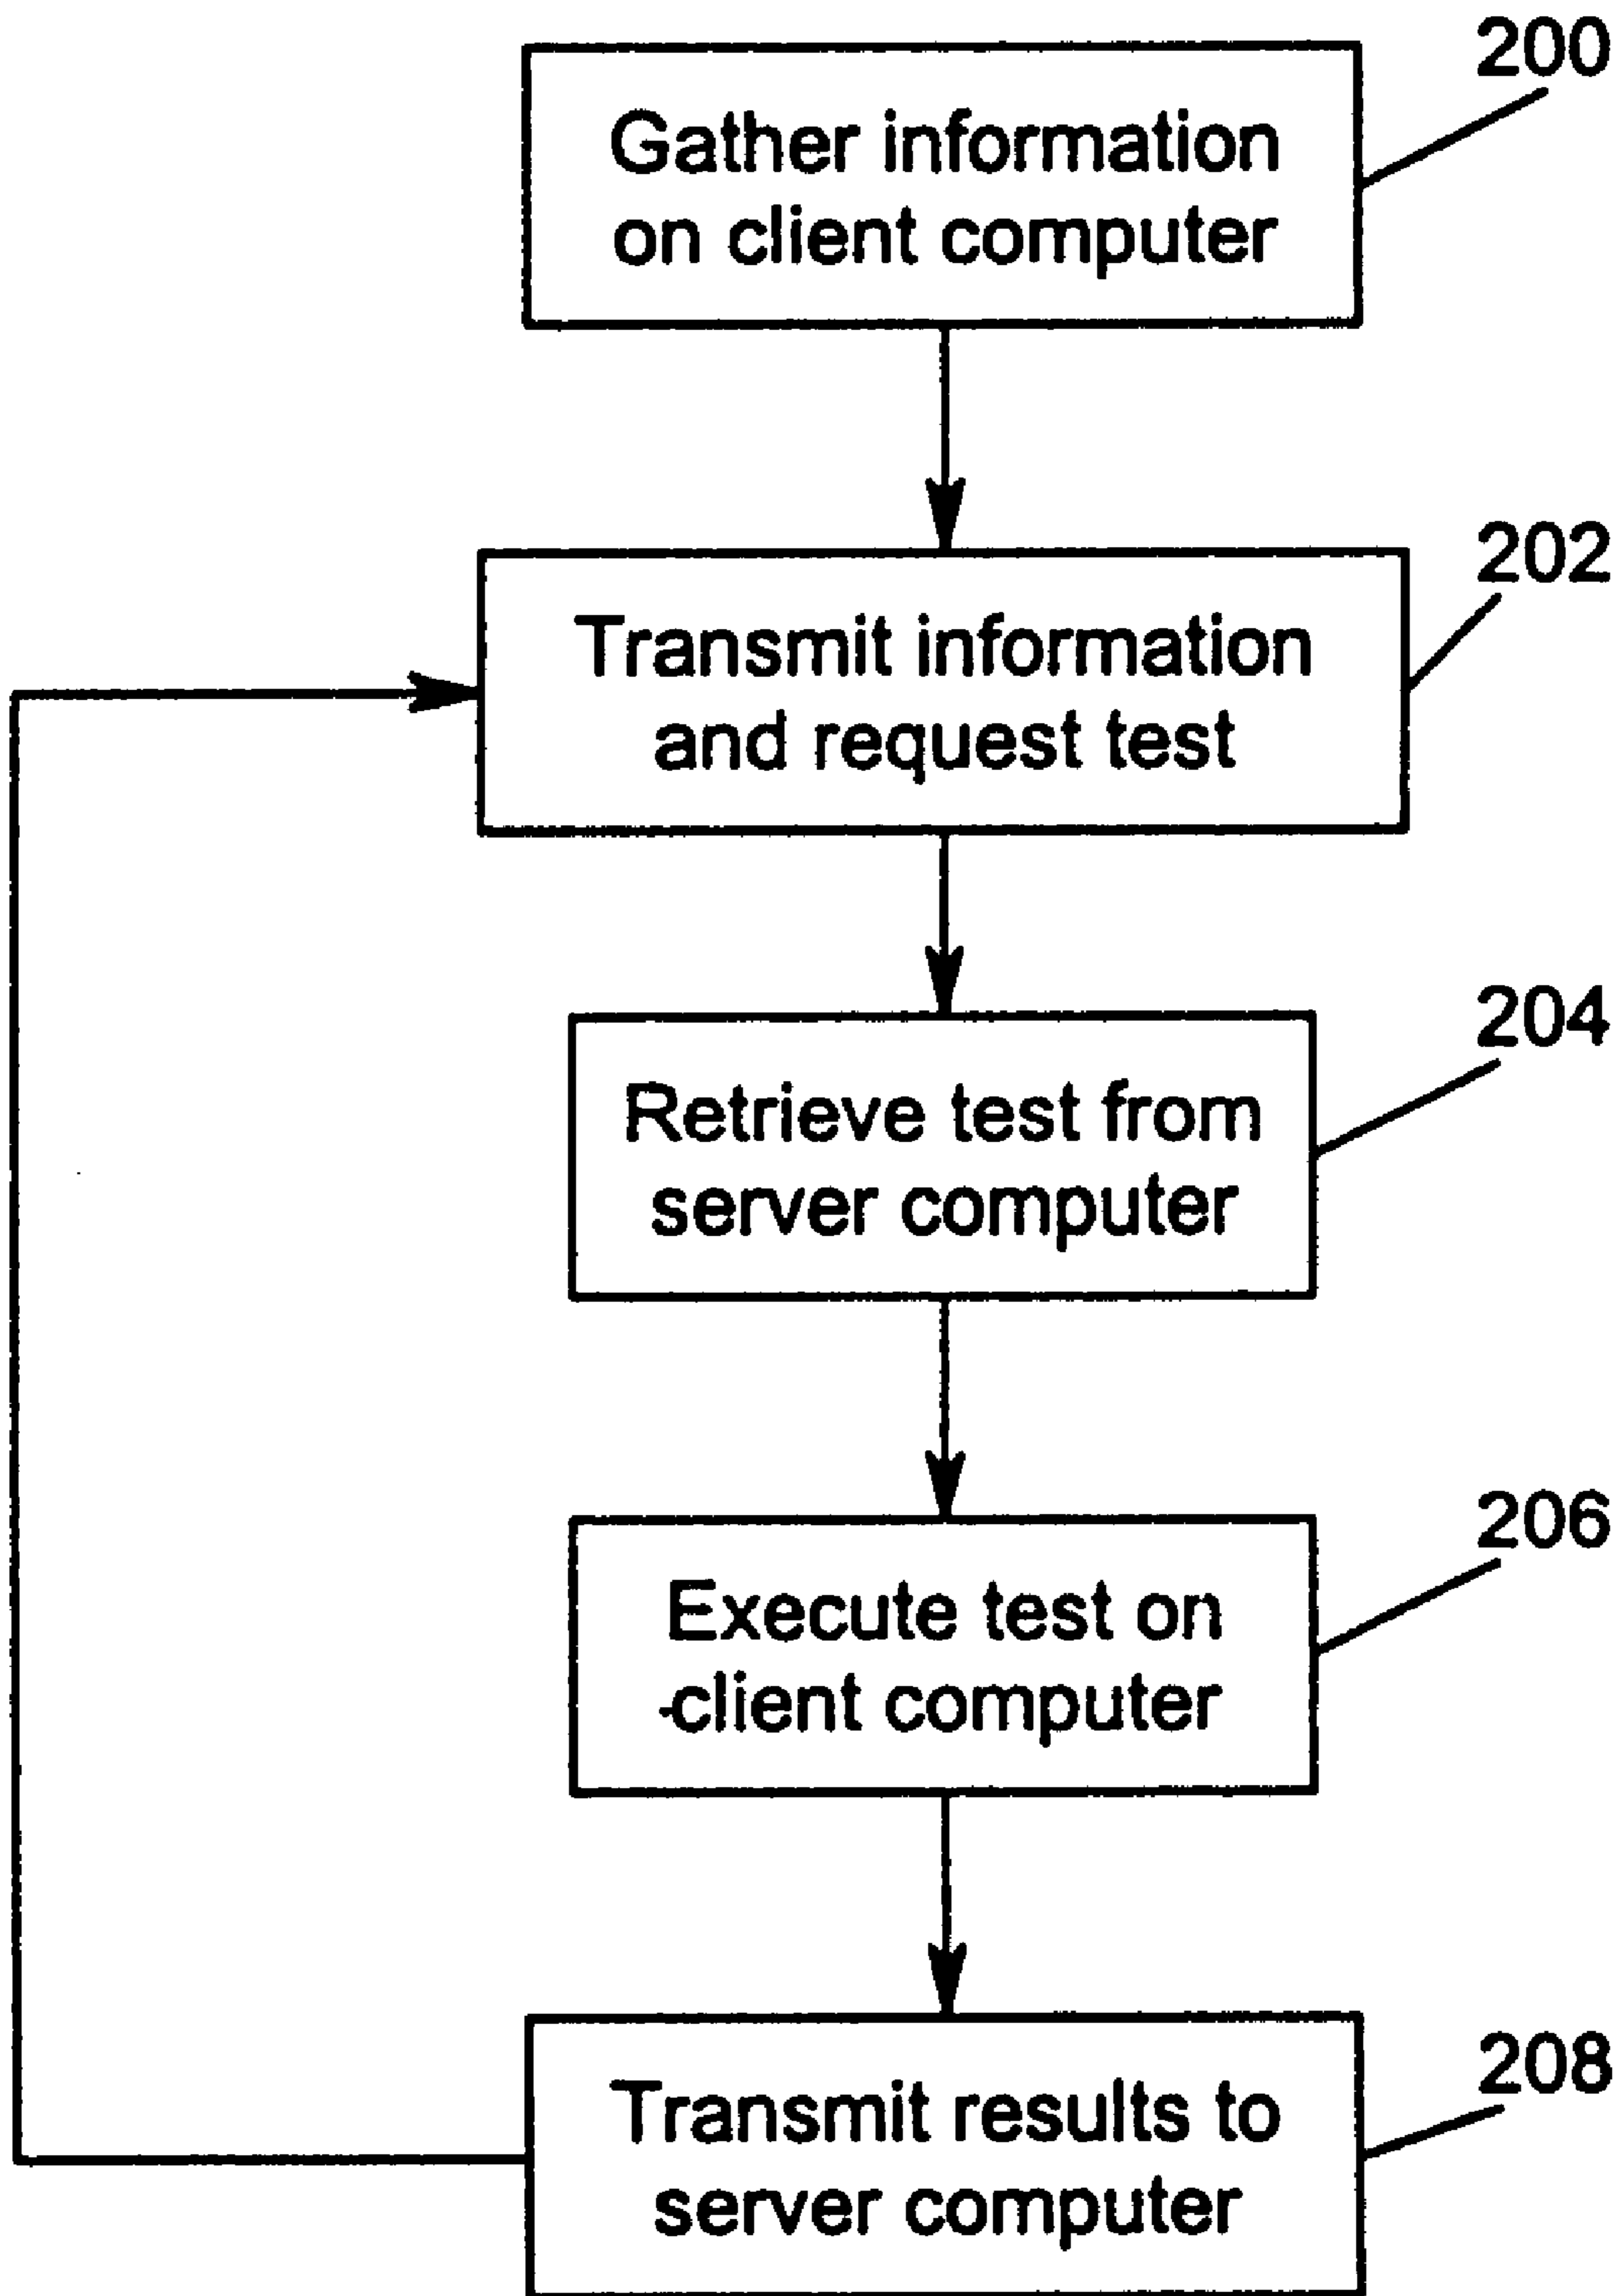 200
Gather information
on client computer
202
Transmit information
and request test
204
Retrieve test from
server computer
206
Execute test on
client computer
208
Transmit results to
server computer